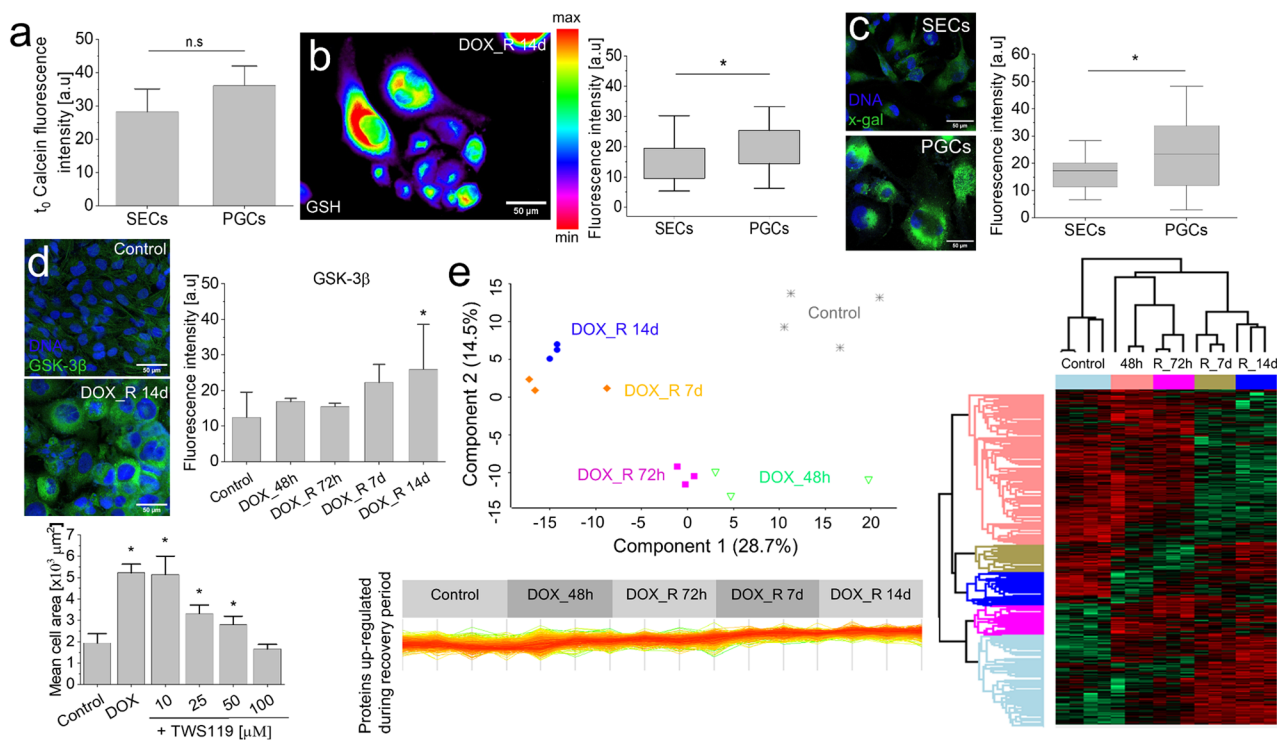 a
t0 Calcein fluorescence
intensity [a.u]
50
40
30
20
10
0
n.s
SECs
PGCs
b
DOX_R 14d
GSH
50 µm
max
min
Fluorescence intensity [a.u]
50
40
30
20
10
0
*
SECs
PGCs
c
SECs
DNA
x-gal
50 µm
PGCs
50 µm
Fluorescence intensity [a.u]
60
50
40
30
20
10
0
*
SECs
PGCs
d
Control
DNA
GSK-3β
50 µm
DOX_R 14d
50 µm
GSK-3β
Fluorescence intensity [a.u]
50
40
30
20
10
0
*
Control
DOX_48h
DOX_R 72h
DOX_R 7d
DOX_R 14d
Mean cell area [x10³ µm²]
7
6
5
4
3
2
1
0
* * * *
Control
DOX
10
25
50
100
+ TWS119 [µM]
e
Component 2 (14.5%)
15
10
5
0
-5
-10
-15
DOX_R 14d
Control
DOX_R 7d
DOX_R 72h
DOX_48h
-15 -10 -5 0 5 10 15 20
Component 1 (28.7%)
Proteins up-regulated
during recovery period
Control DOX_48h DOX_R 72h DOX_R 7d DOX_R 14d
Control 48h R_72h R_7d R_14d